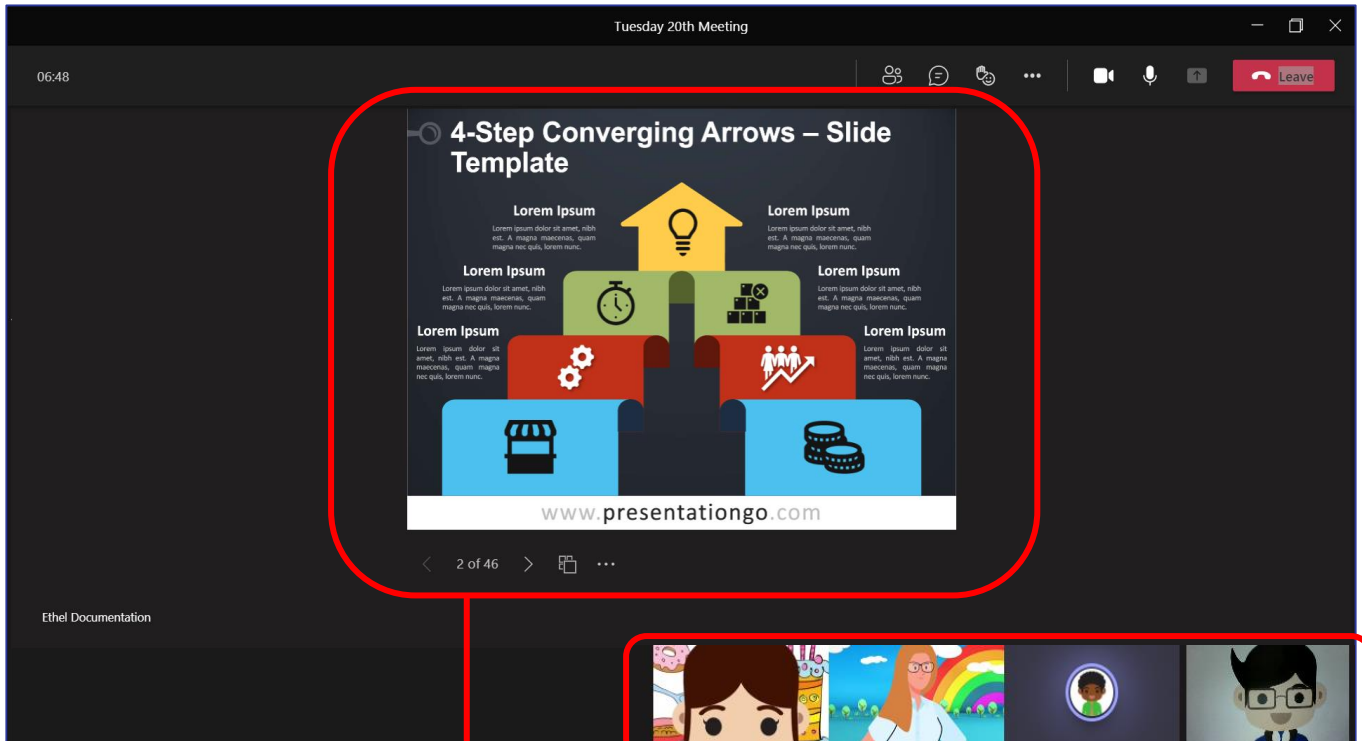 Tuesday 20th Meeting
06:48
Leave
4-Step Converging Arrows – Slide
Template
Lorem Ipsum
Lorem ipsum dolor sit amet, nibh
est. A magna maecenas, quam
magna nec quis, lorem nunc.
Lorem Ipsum
Lorem ipsum dolor sit amet, nibh
est. A magna maecenas, quam
magna nec quis, lorem nunc.
Lorem Ipsum
Lorem ipsum dolor sit amet, nibh
est. A magna maecenas, quam
magna nec quis, lorem nunc.
Lorem Ipsum
Lorem ipsum dolor sit amet, nibh
est. A magna maecenas, quam
magna nec quis, lorem nunc.
Lorem Ipsum
Lorem ipsum dolor sit
amet, nibh est. A magna
maecenas, quam magna
nec quis, lorem nunc.
Lorem Ipsum
Lorem ipsum dolor sit
amet, nibh est. A magna
maecenas, quam magna
nec quis, lorem nunc.
www.presentationgo.com
2 of 46
Ethel Documentation